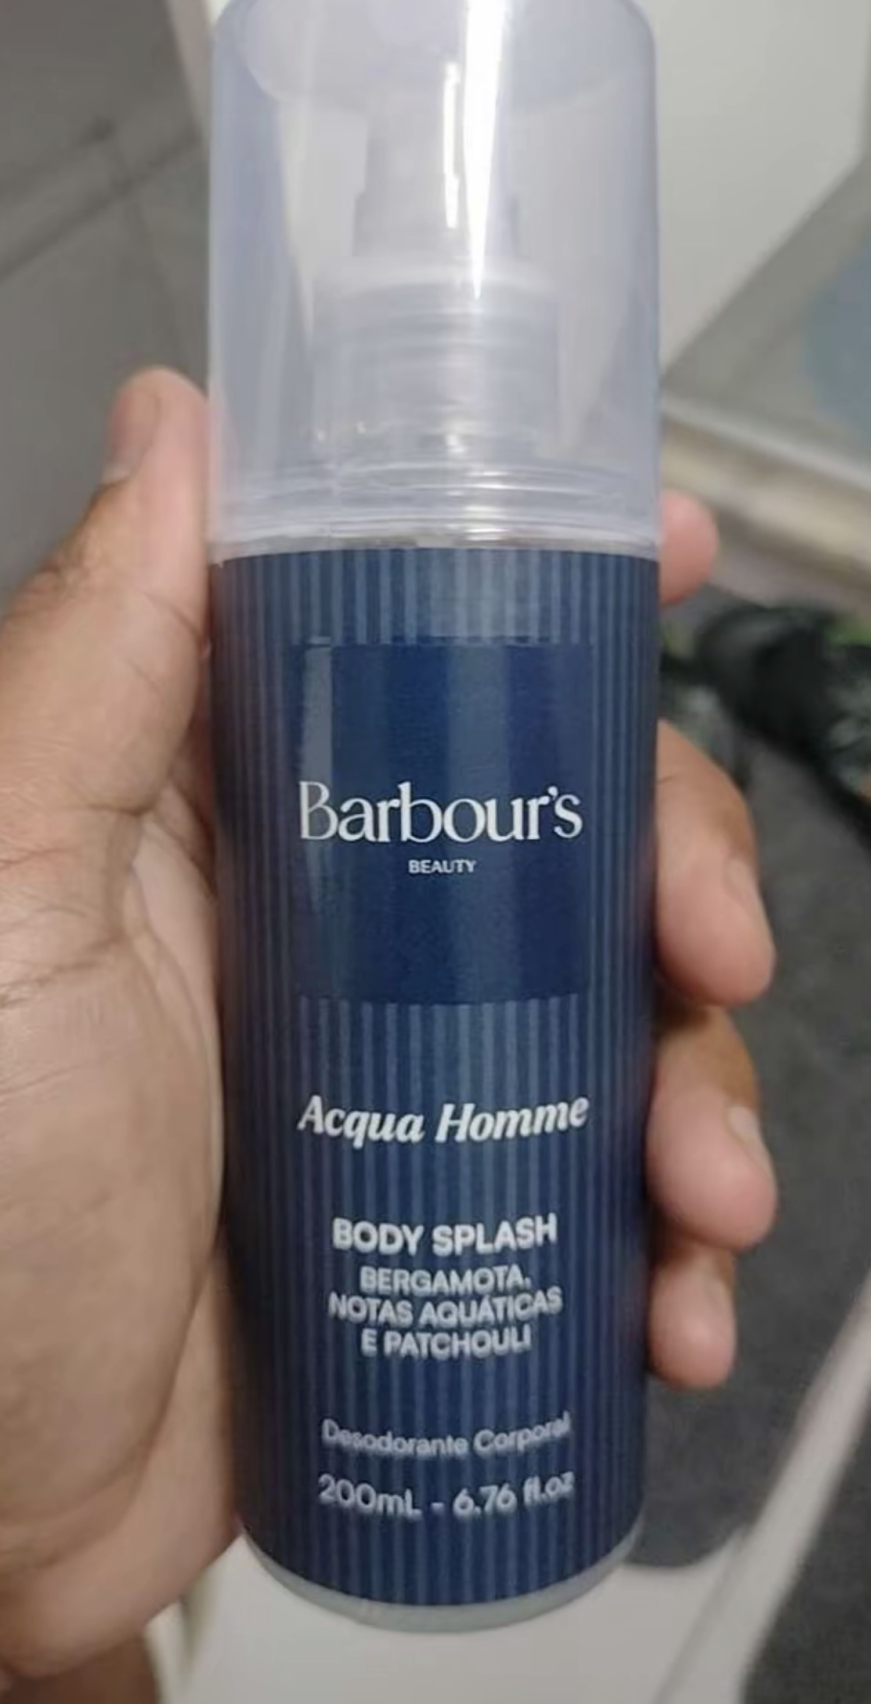 Barbour's
BEAUTY
Acqua Homme
BODY SPLASH
BERGAMOTA,
NOTAS AQUÁTICAS
E PATCHOULI
Desodorante Corporal
200mL - 6.76 fl.oz